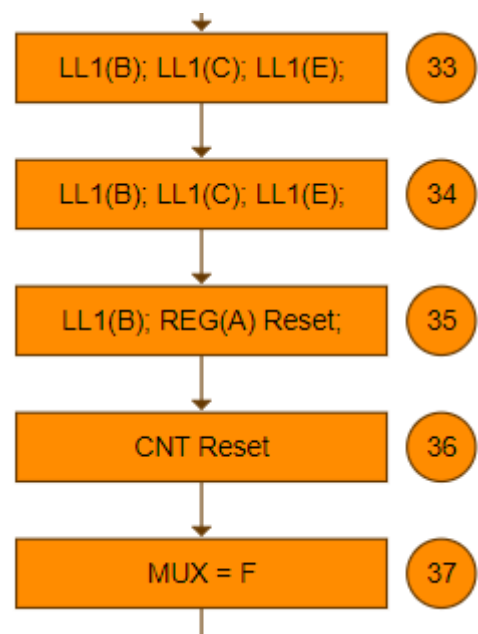 LL1(B); LL1(C); LL1(E); 33
LL1(B); LL1(C); LL1(E); 34
LL1(B); REG(A) Reset; 35
CNT Reset 36
MUX = F 37